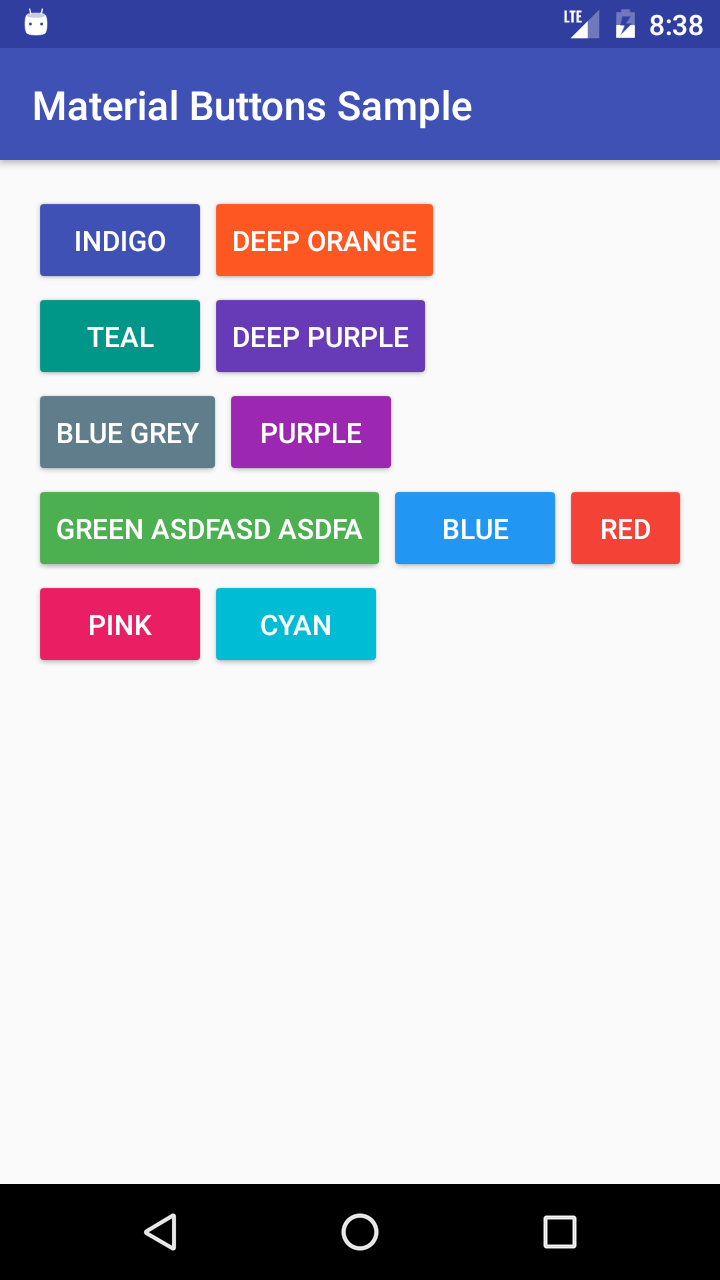 LTE 8:38
Material Buttons Sample
INDIGO DEEP ORANGE
TEAL DEEP PURPLE
BLUE GREY PURPLE
GREEN ASDFASD ASDFA BLUE RED
PINK CYAN